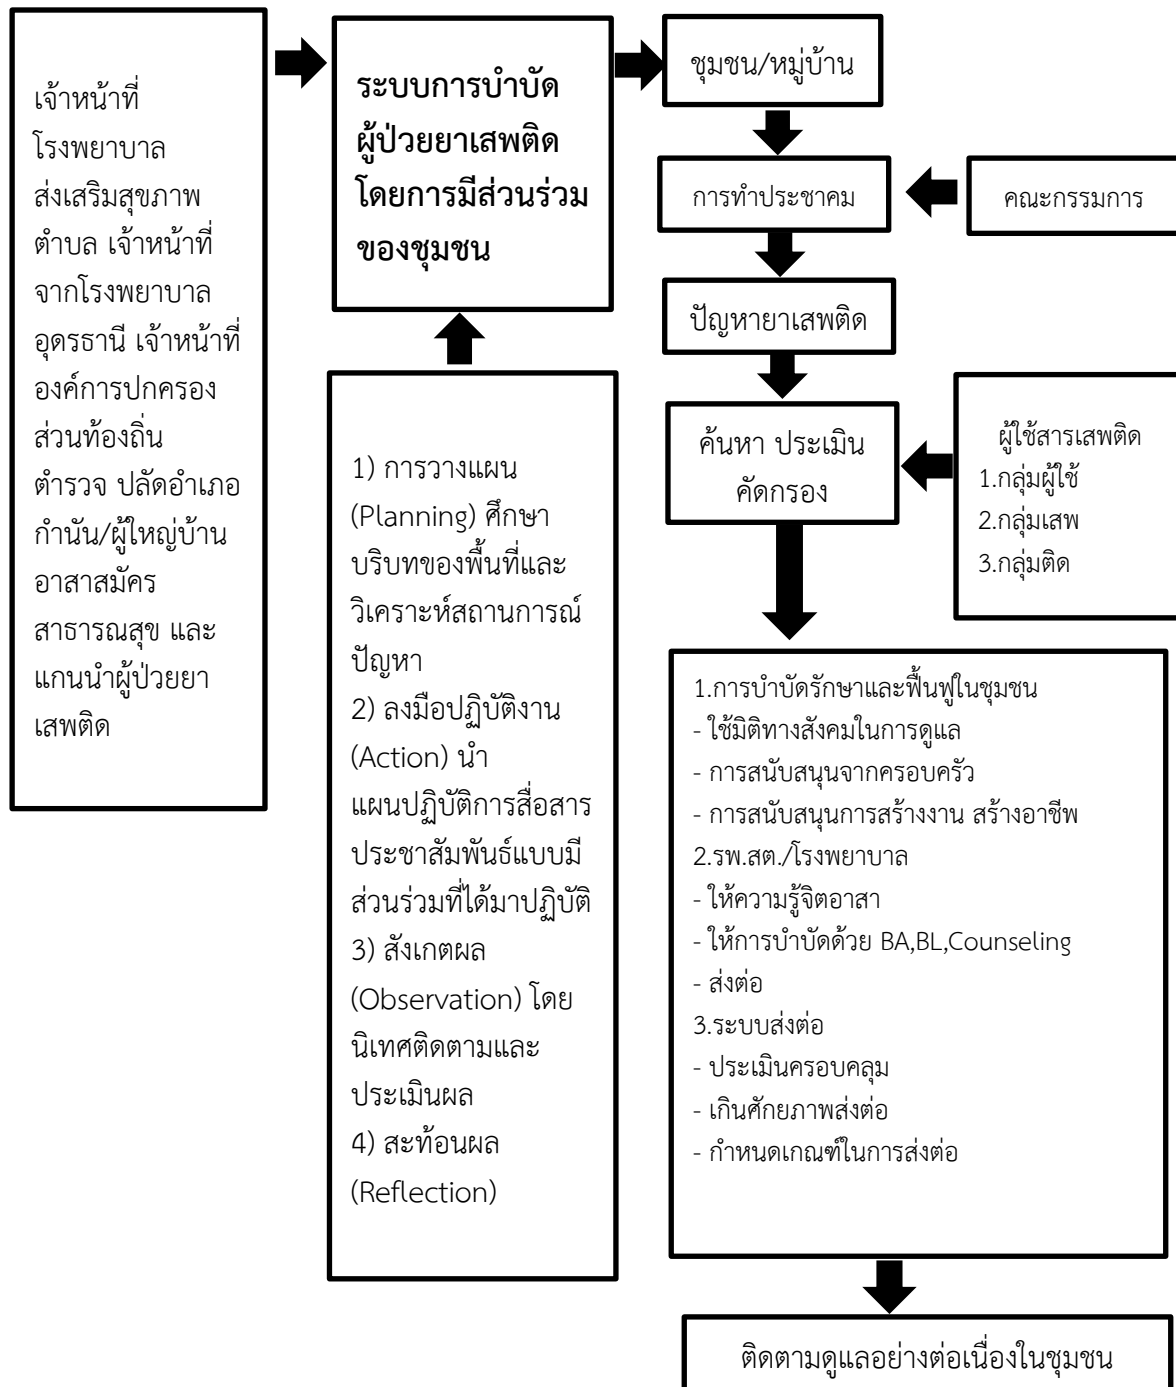 เจ้าหน้าที่
โรงพยาบาล
ส่งเสริมสุขภาพ
ตำบล เจ้าหน้าที่
จากโรงพยาบาล
อุดรธานี เจ้าหน้าที่
องค์การปกครอง
ส่วนท้องถิ่น
ตำรวจ ปลัดอำเภอ
กำนัน/ผู้ใหญ่บ้าน
อาสาสมัคร
สาธารณสุข และ
แกนนำผู้ป่วยยา
เสพติด
ระบบการบำบัด
ผู้ป่วยยาเสพติด
โดยการมีส่วนร่วม
ของชุมชน
1) การวางแผน
(Planning) ศึกษา
บริบทของพื้นที่และ
วิเคราะห์สถานการณ์
ปัญหา
2) ลงมือปฏิบัติงาน
(Action) นำ
แผนปฏิบัติการสื่อสาร
ประชาสัมพันธ์แบบมี
ส่วนร่วมที่ได้มาปฏิบัติ
3) สังเกตผล
(Observation) โดย
นิเทศติดตามและ
ประเมินผล
4) สะท้อนผล
(Reflection)
ชุมชน/หมู่บ้าน
การทำประชาคม
คณะกรรมการ
ปัญหายาเสพติด
ค้นหา ประเมิน
คัดกรอง
ผู้ใช้สารเสพติด
1.กลุ่มผู้ใช้
2.กลุ่มเสพ
3.กลุ่มติด
1.การบำบัดรักษาและฟื้นฟูในชุมชน
- ใช้มิติทางสังคมในการดูแล
- การสนับสนุนจากครอบครัว
- การสนับสนุนการสร้างงาน สร้างอาชีพ
2.รพ.สต./โรงพยาบาล
- ให้ความรู้จิตอาสา
- ให้การบำบัดด้วย BA,BL,Counseling
- ส่งต่อ
3.ระบบส่งต่อ
- ประเมินครอบคลุม
- เกินศักยภาพส่งต่อ
- กำหนดเกณฑ์ในการส่งต่อ
ติดตามดูแลอย่างต่อเนื่องในชุมชน